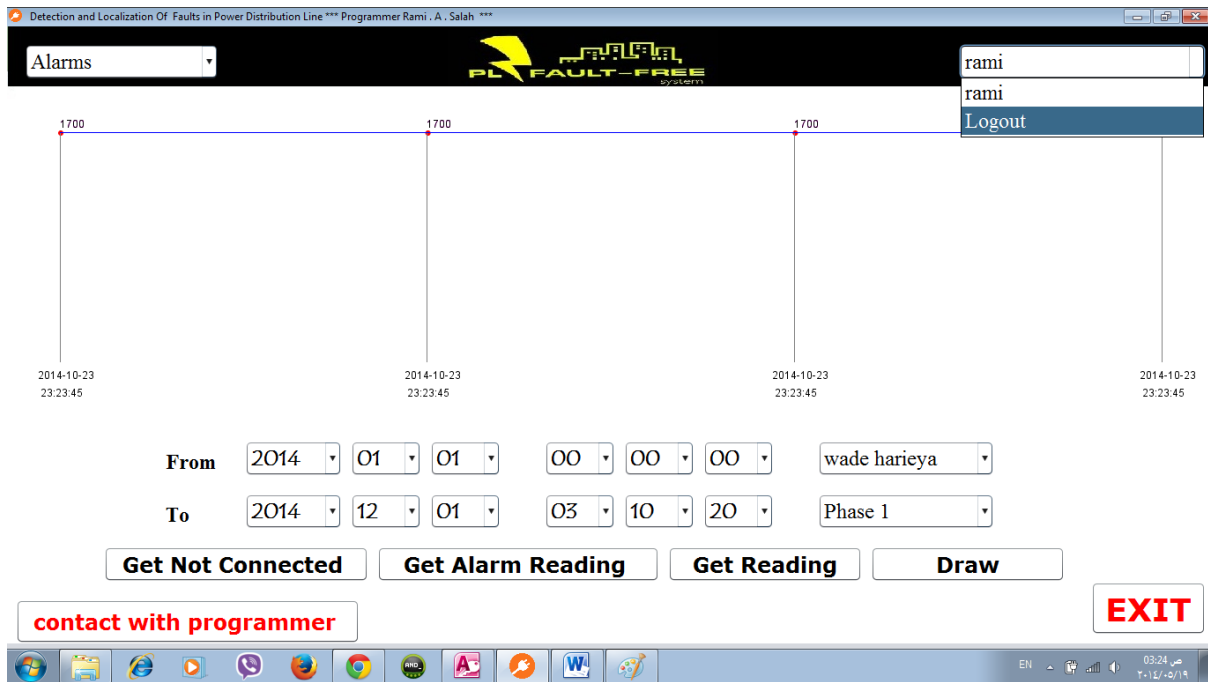 Detection and Localization Of Faults in Power Distribution Line *** Programmer Rami . A . Salah ***
Alarms
PL FAULT-FREE
system
rami
rami
Logout
1700 1700 1700
2014-10-23 2014-10-23 2014-10-23 2014-10-23
23:23:45 23:23:45 23:23:45 23:23:45
From 2014 01 01 00 00 00 wade harieya
To 2014 12 01 03 10 20 Phase 1
Get Not Connected Get Alarm Reading Get Reading Draw
EXIT
contact with programmer
EN 03:24 ص
٢٠١٤/٠٥/١٩